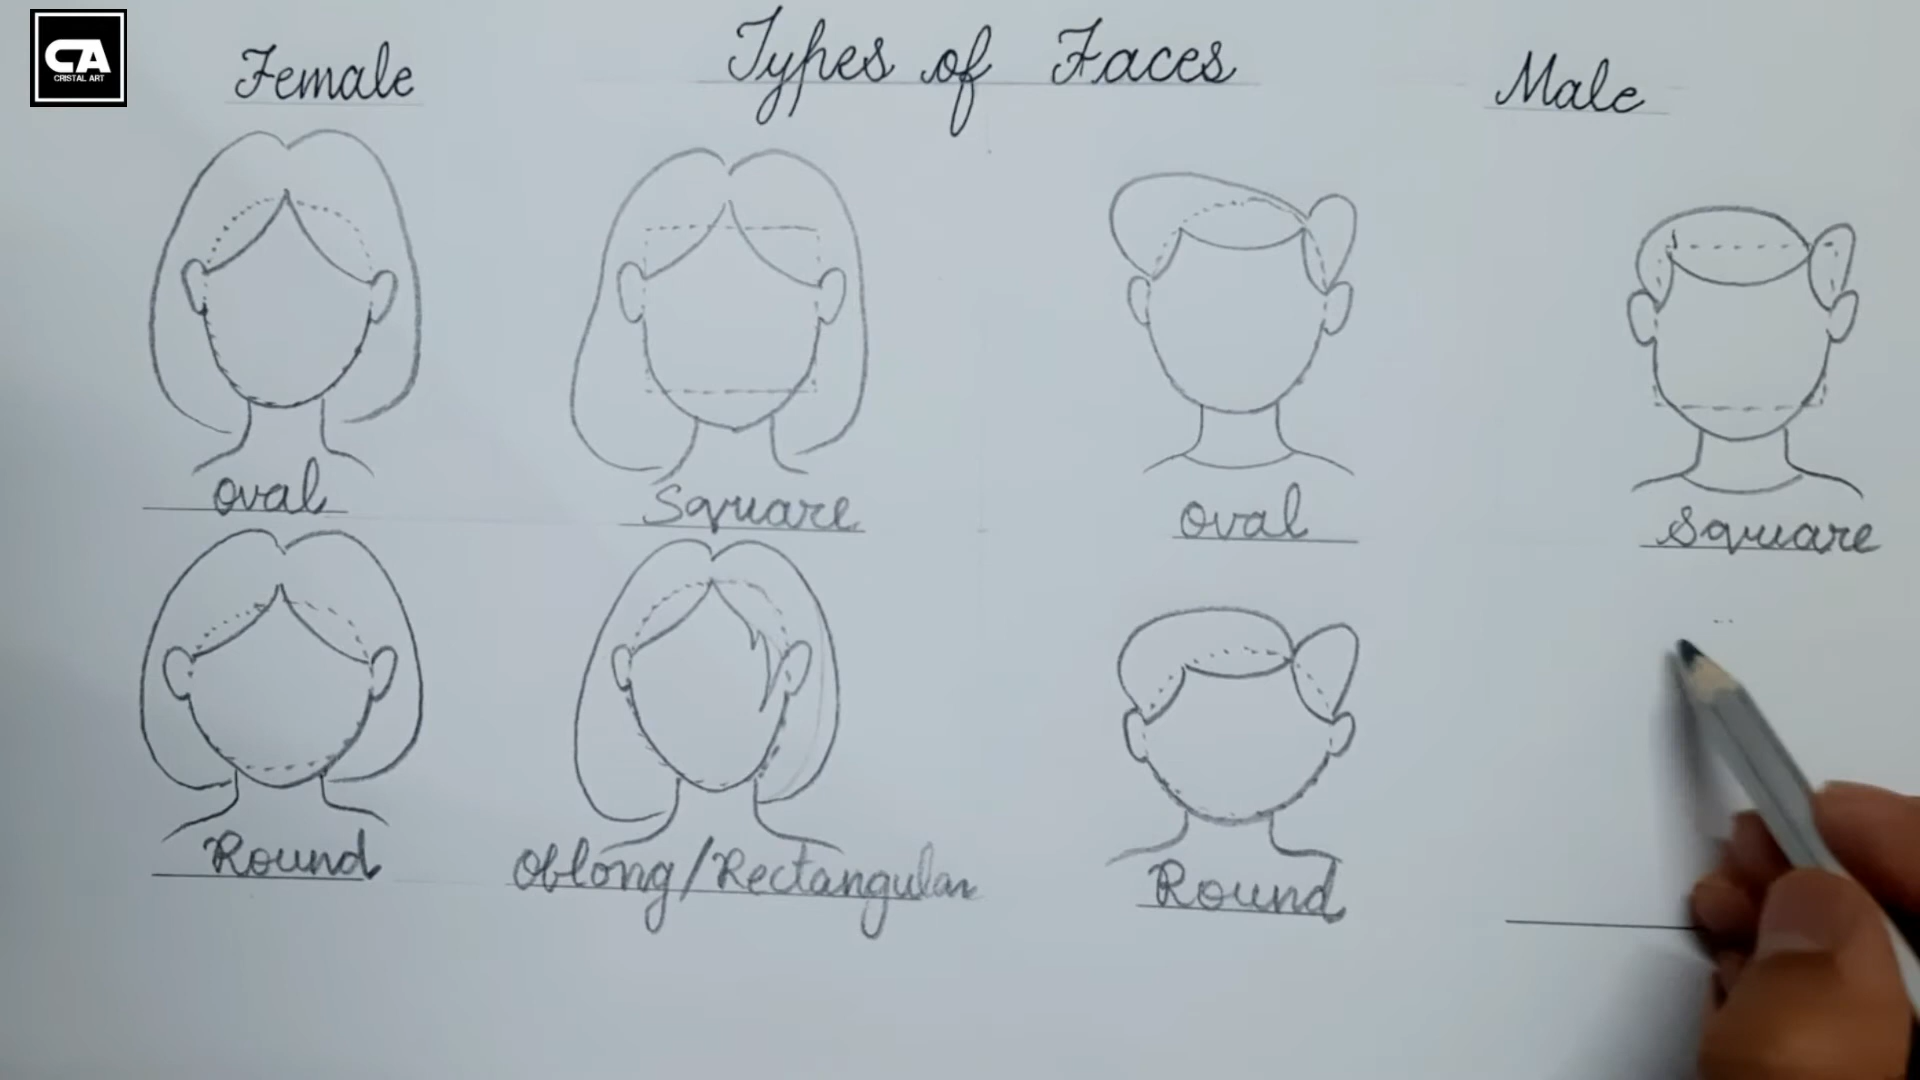 CA
CRISTAL ART
Female
Types of Faces
Male
Oval
Square
Oval
Square
Round
Oblong/Rectangular
Round